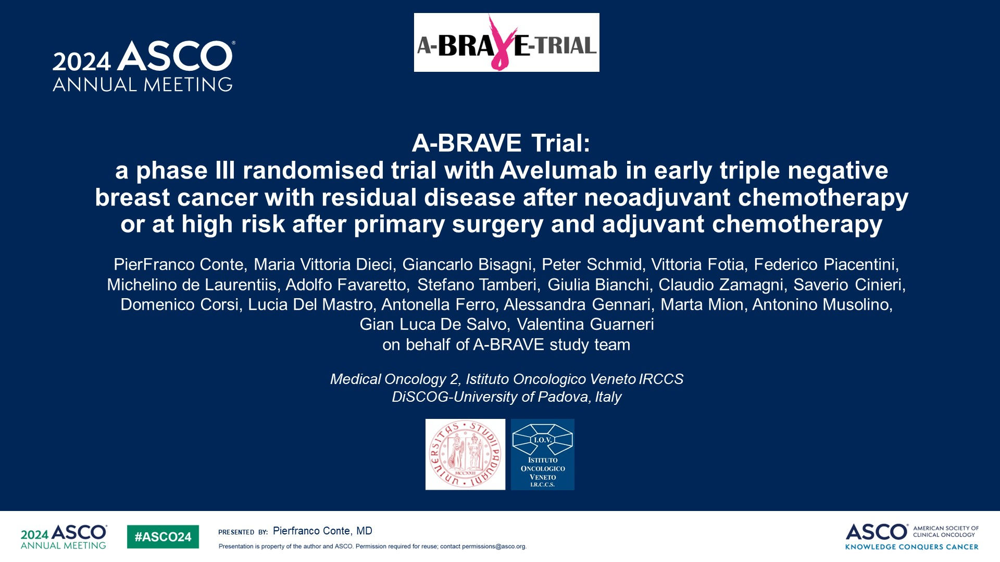 A-BRAVE-TRIAL
2024 ASCO®
ANNUAL MEETING
A-BRAVE Trial:
a phase III randomised trial with Avelumab in early triple negative
breast cancer with residual disease after neoadjuvant chemotherapy
or at high risk after primary surgery and adjuvant chemotherapy
PierFranco Conte, Maria Vittoria Dieci, Giancarlo Bisagni, Peter Schmid, Vittoria Fotia, Federico Piacentini,
Michelino de Laurentiis, Adolfo Favaretto, Stefano Tamberi, Giulia Bianchi, Claudio Zamagni, Saverio Cinieri,
Domenico Corsi, Lucia Del Mastro, Antonella Ferro, Alessandra Gennari, Marta Mion, Antonino Musolino,
Gian Luca De Salvo, Valentina Guarneri
on behalf of A-BRAVE study team
Medical Oncology 2, Istituto Oncologico Veneto IRCCS
DiSCOG-University of Padova, Italy
UNIVERSITAS STUDII PADUANI
MCCXXII
I.O.V.
ISTITUTO
ONCOLOGICO
VENETO
I.R.C.C.S.
2024 ASCO®
ANNUAL MEETING
#ASCO24
PRESENTED BY: Pierfranco Conte, MD
Presentation is property of the author and ASCO. Permission required for reuse; contact permissions@asco.org.
ASCO® AMERICAN SOCIETY OF
CLINICAL ONCOLOGY
KNOWLEDGE CONQUERS CANCER